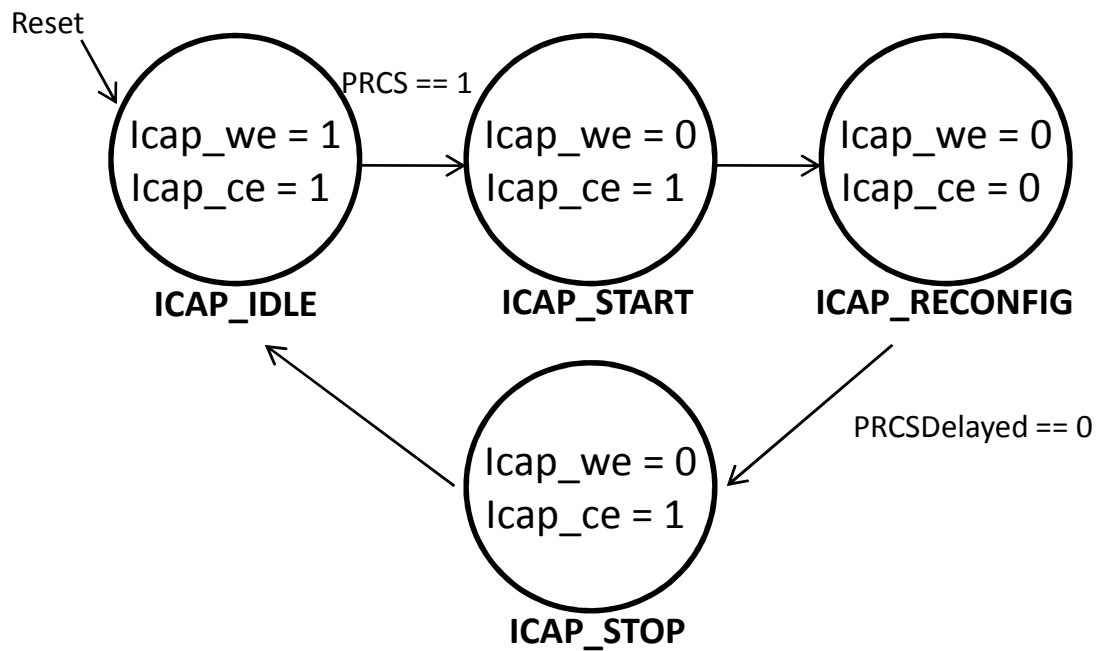 Reset
PRCS == 1
Icap_we = 1
Icap_ce = 1
ICAP_IDLE
Icap_we = 0
Icap_ce = 1
ICAP_START
Icap_we = 0
Icap_ce = 0
ICAP_RECONFIG
PRCSDelayed == 0
Icap_we = 0
Icap_ce = 1
ICAP_STOP